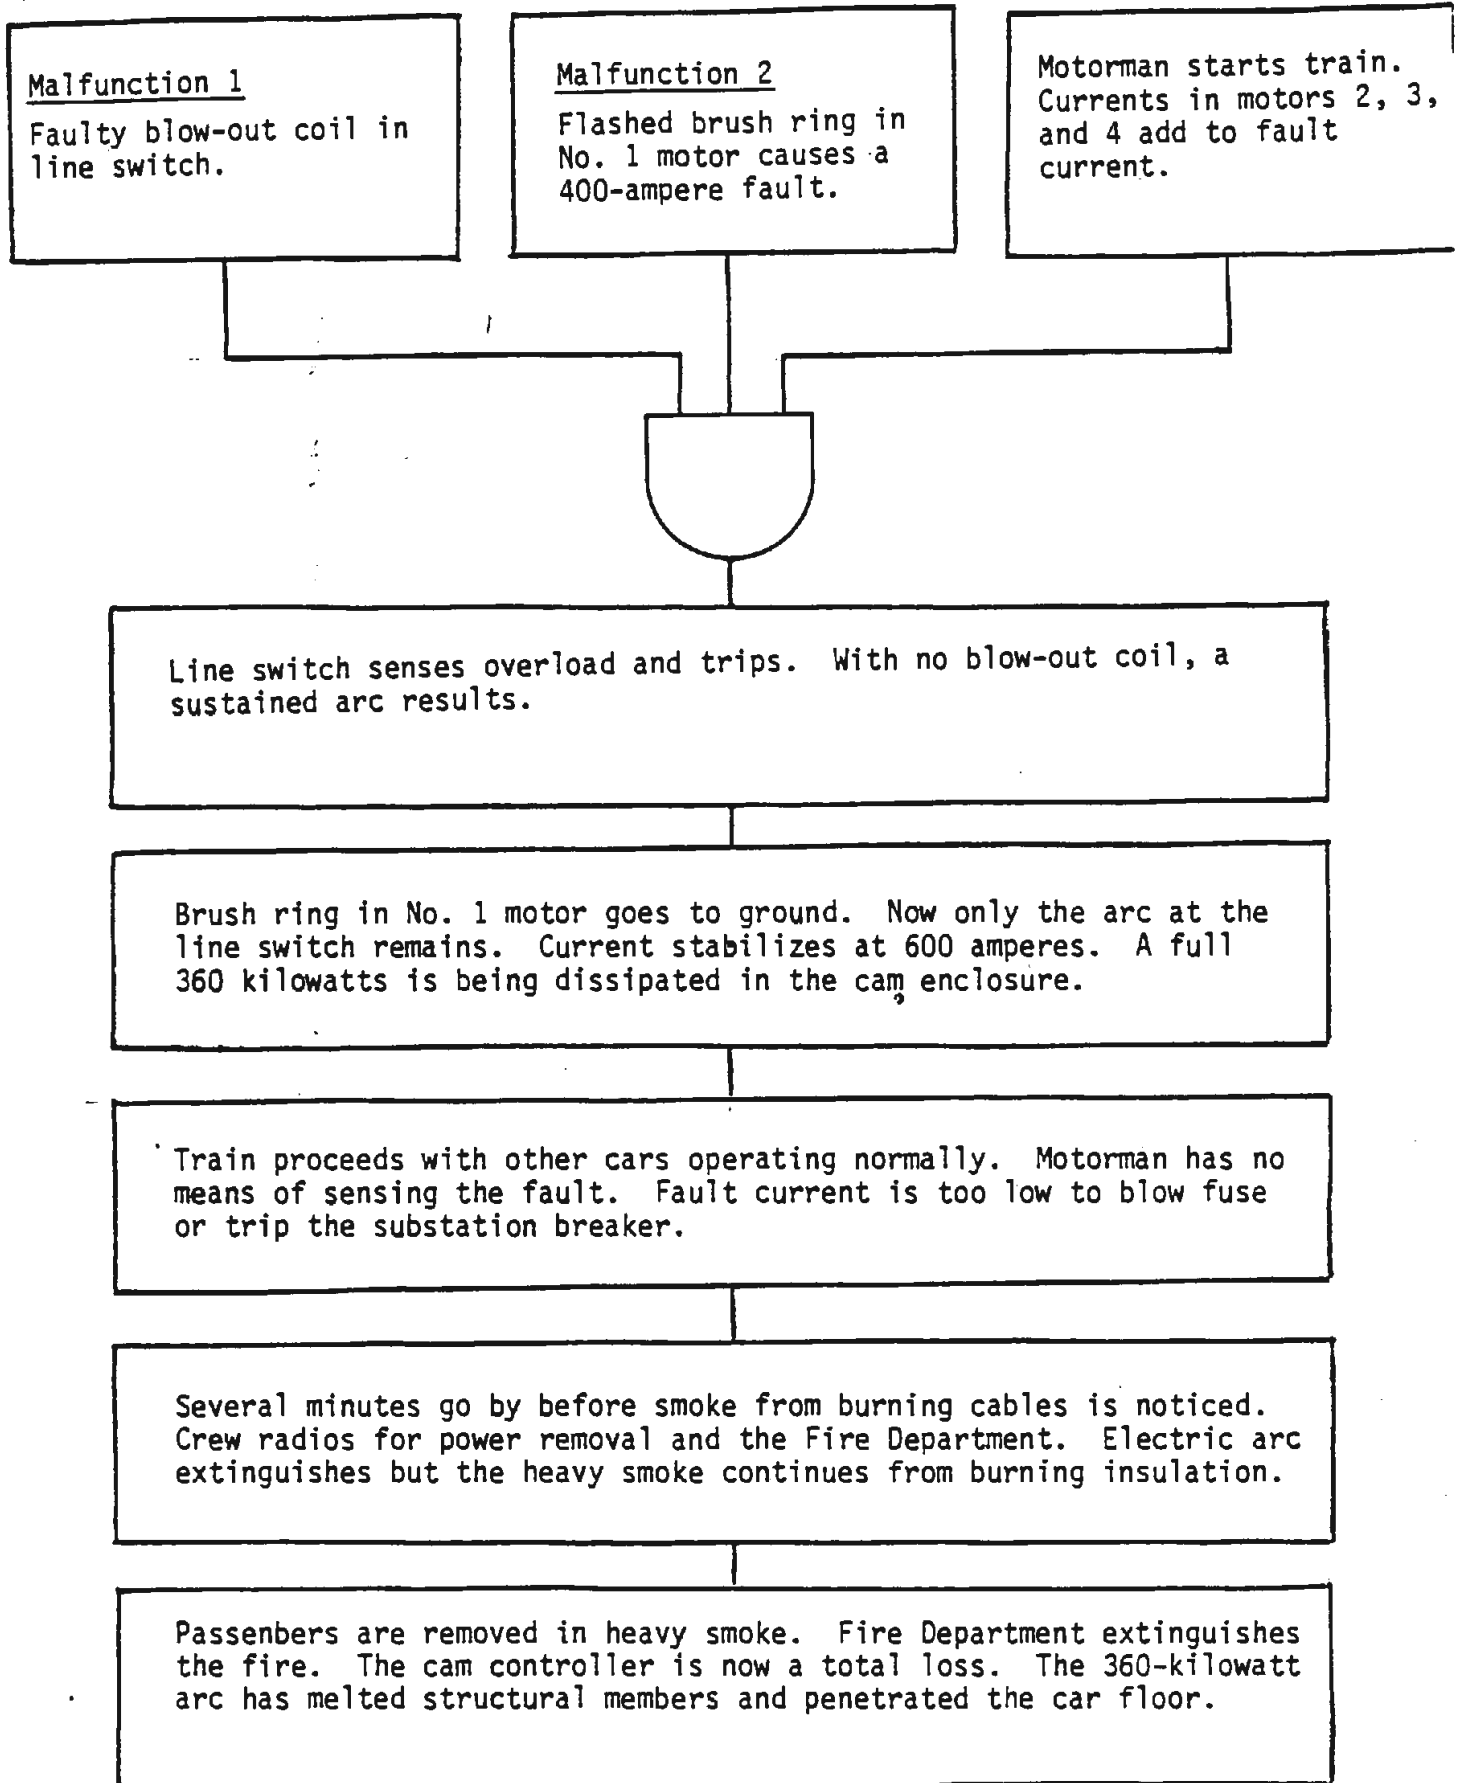 Malfunction 1
Faulty blow-out coil in
line switch.
Malfunction 2
Flashed brush ring in
No. 1 motor causes a
400-ampere fault.
Motorman starts train.
Currents in motors 2, 3,
and 4 add to fault
current.
Line switch senses overload and trips. With no blow-out coil, a
sustained arc results.
Brush ring in No. 1 motor goes to ground. Now only the arc at the
line switch remains. Current stabilizes at 600 amperes. A full
360 kilowatts is being dissipated in the cam enclosure.
Train proceeds with other cars operating normally. Motorman has no
means of sensing the fault. Fault current is too low to blow fuse
or trip the substation breaker.
Several minutes go by before smoke from burning cables is noticed.
Crew radios for power removal and the Fire Department. Electric arc
extinguishes but the heavy smoke continues from burning insulation.
Passenbers are removed in heavy smoke. Fire Department extinguishes
the fire. The cam controller is now a total loss. The 360-kilowatt
arc has melted structural members and penetrated the car floor.